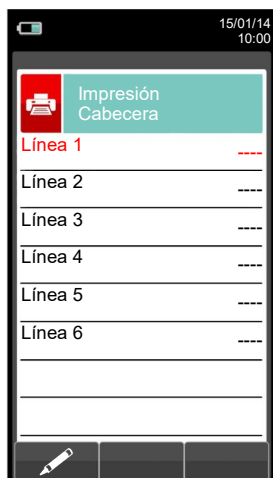 15/01/14
10:00
Impresión
Cabecera
Línea 1 ----
Línea 2 ----
Línea 3 ----
Línea 4 ----
Línea 5 ----
Línea 6 ----